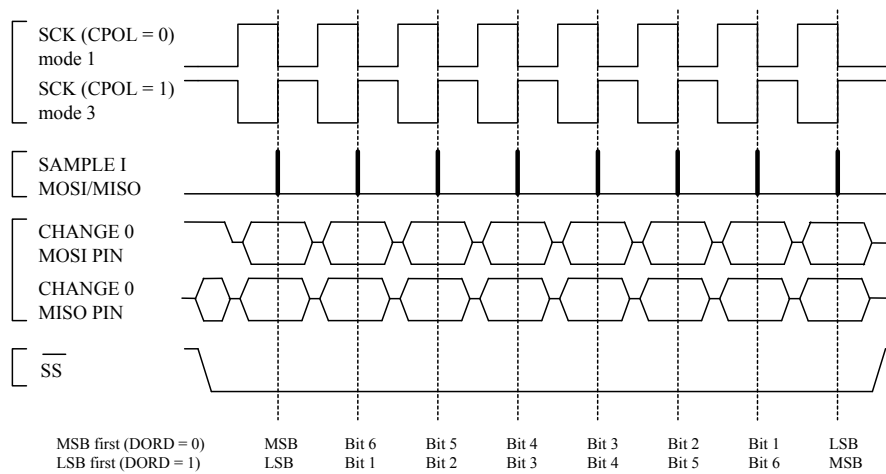 SCK (CPOL = 0)
mode 1
SCK (CPOL = 1)
mode 3
SAMPLE I
MOSI/MISO
CHANGE 0
MOSI PIN
CHANGE 0
MISO PIN
SS
MSB first (DORD = 0) MSB Bit 6 Bit 5 Bit 4 Bit 3 Bit 2 Bit 1 LSB
LSB first (DORD = 1) LSB Bit 1 Bit 2 Bit 3 Bit 4 Bit 5 Bit 6 MSB